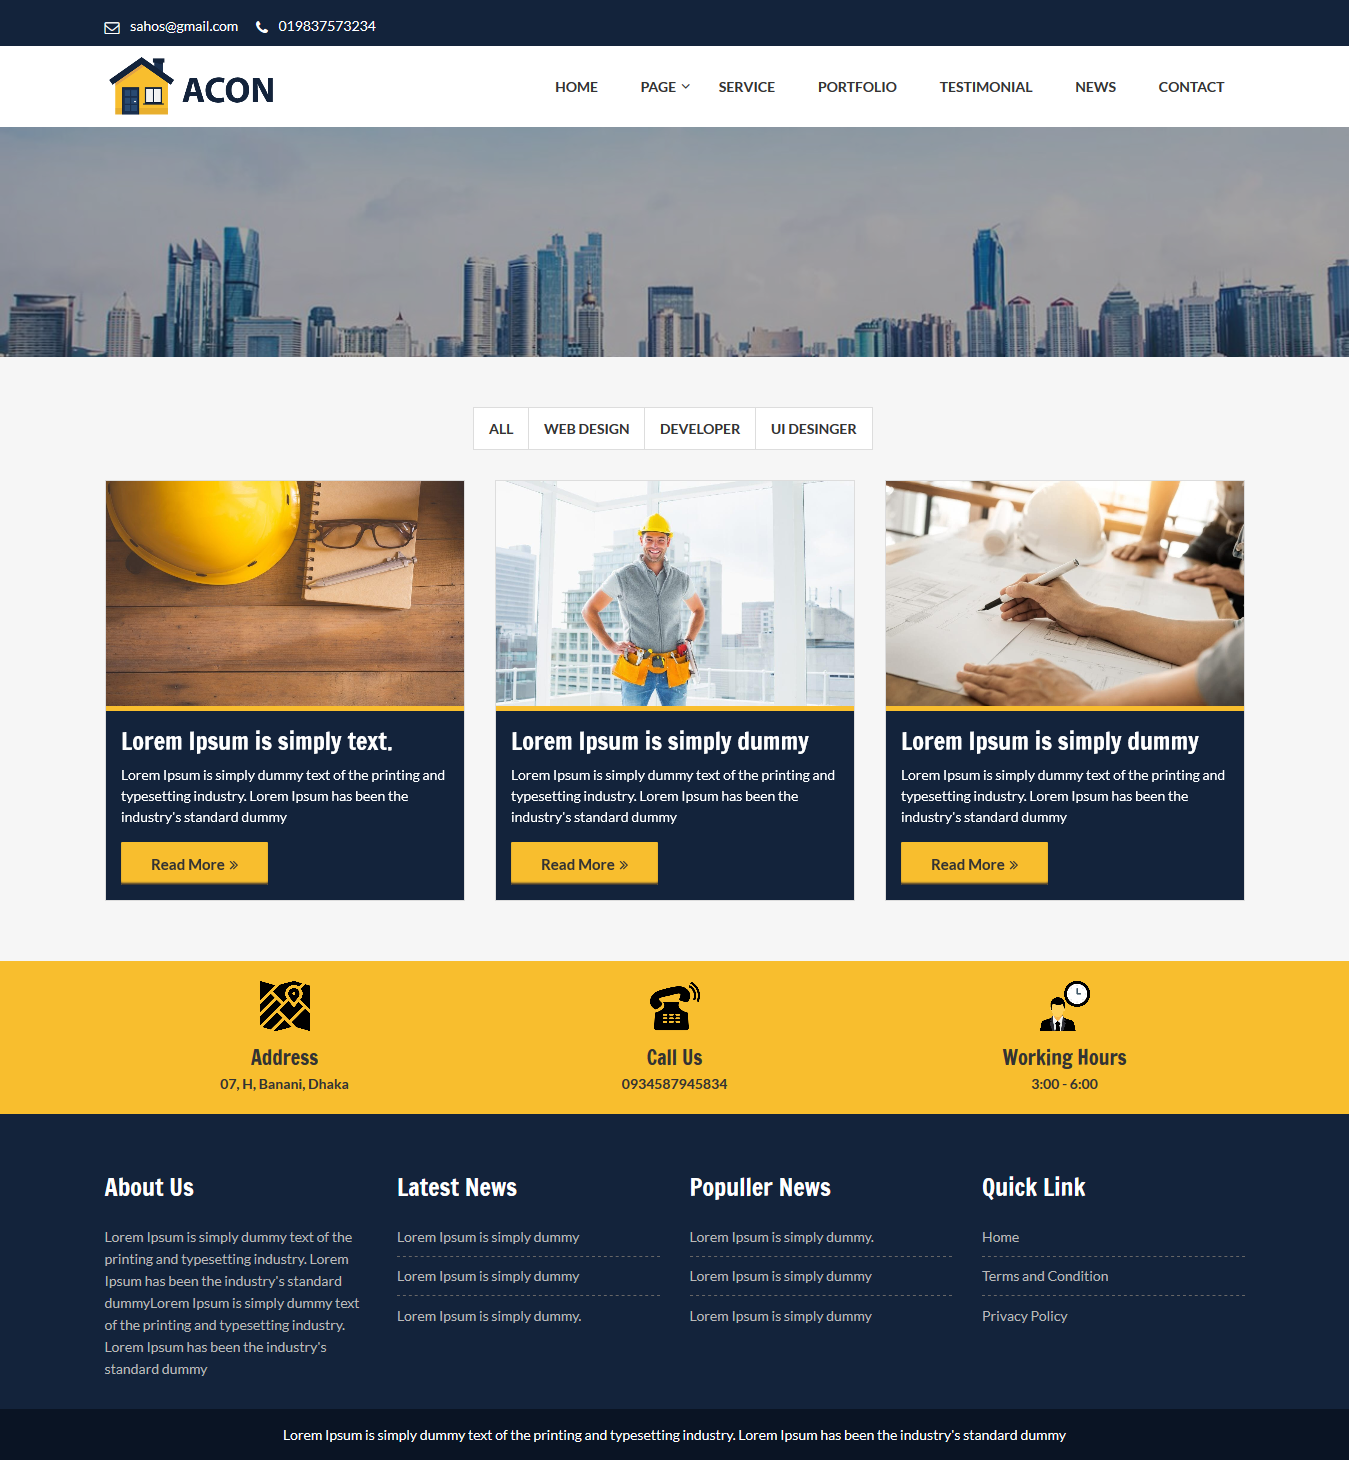 sahos@gmail.com 019837573234
ACON
HOME PAGE SERVICE PORTFOLIO TESTIMONIAL NEWS CONTACT
ALL WEB DESIGN DEVELOPER UI DESINGER
Lorem Ipsum is simply text.
Lorem Ipsum is simply dummy text of the printing and
typesetting industry. Lorem Ipsum has been the
industry's standard dummy
Read More »
Lorem Ipsum is simply dummy
Lorem Ipsum is simply dummy text of the printing and
typesetting industry. Lorem Ipsum has been the
industry's standard dummy
Read More »
Lorem Ipsum is simply dummy
Lorem Ipsum is simply dummy text of the printing and
typesetting industry. Lorem Ipsum has been the
industry's standard dummy
Read More »
Address
07, H, Banani, Dhaka
Call Us
0934587945834
Working Hours
3:00 - 6:00
About Us
Lorem Ipsum is simply dummy text of the
printing and typesetting industry. Lorem
Ipsum has been the industry's standard
dummyLorem Ipsum is simply dummy text
of the printing and typesetting industry.
Lorem Ipsum has been the industry's
standard dummy
Latest News
Lorem Ipsum is simply dummy
Lorem Ipsum is simply dummy
Lorem Ipsum is simply dummy.
Populler News
Lorem Ipsum is simply dummy.
Lorem Ipsum is simply dummy
Lorem Ipsum is simply dummy
Quick Link
Home
Terms and Condition
Privacy Policy
Lorem Ipsum is simply dummy text of the printing and typesetting industry. Lorem Ipsum has been the industry's standard dummy